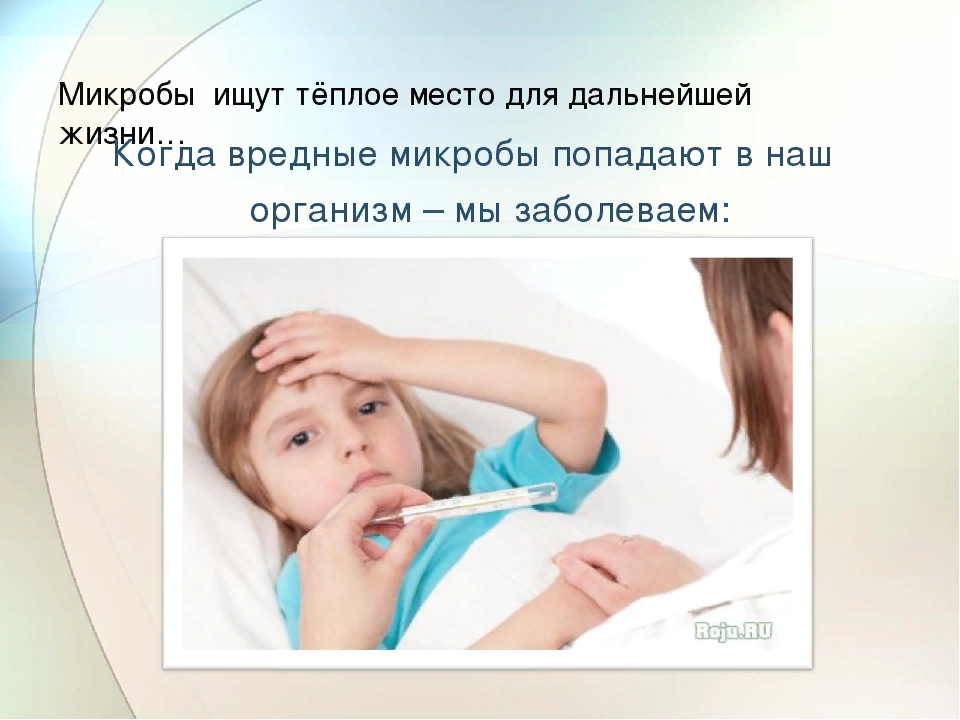 Микробы  ищут тёплое место для дальнейшей
жизни…
Когда вредные микробы попадают в наш
организм – мы заболеваем:
Roju.RU